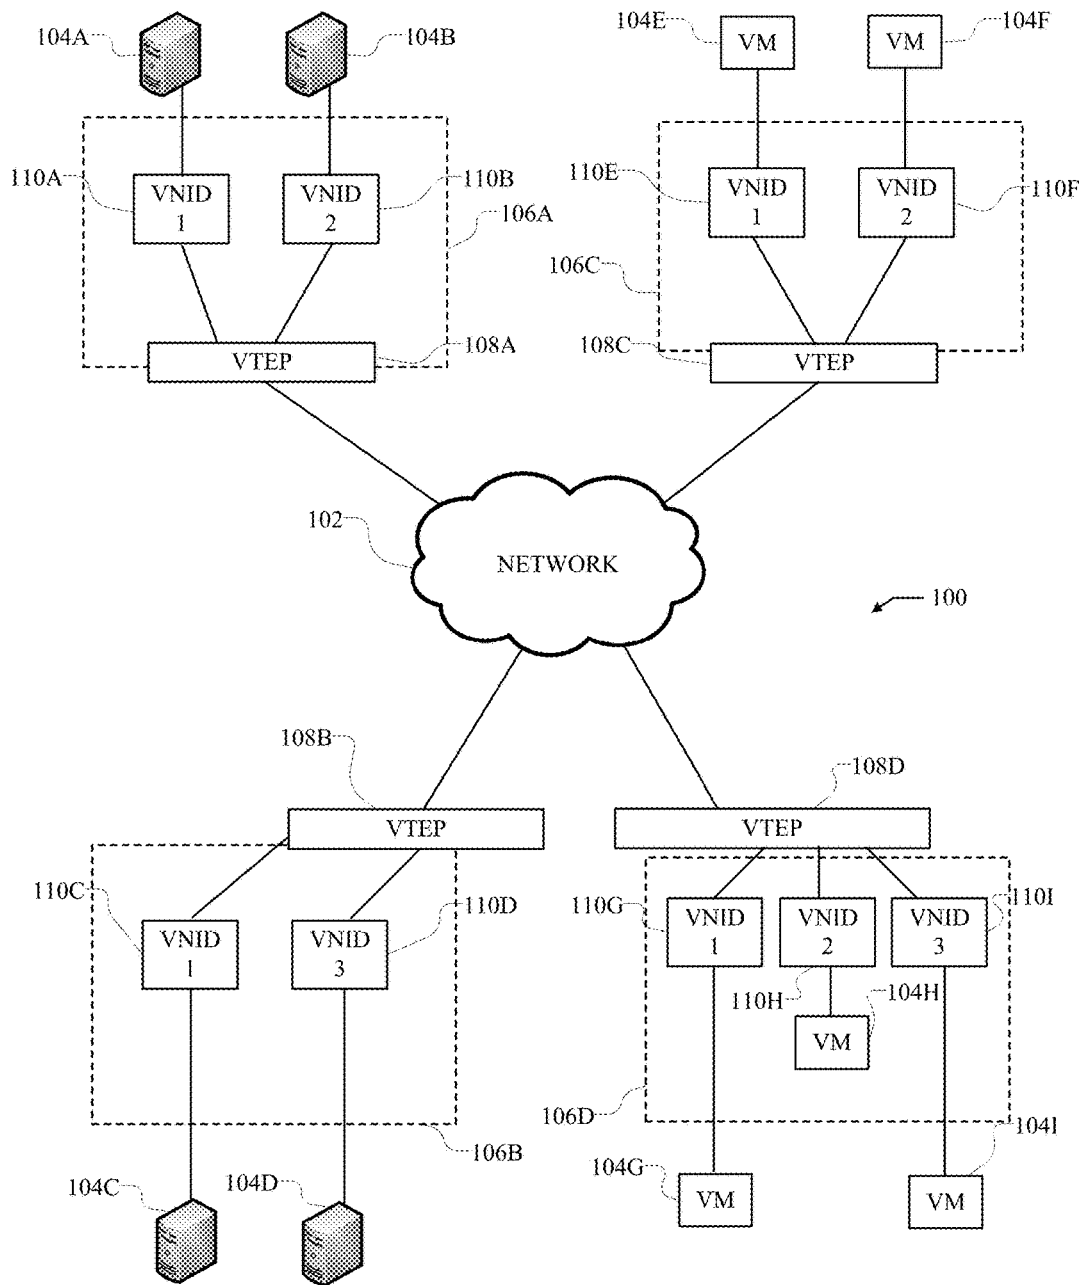 104A
104B
104E
VM
VM
104F
110A
VNID
1
VNID
2
110B
106A
110E
VNID
1
VNID
2
110F
106C
VTEP
108A
108C
VTEP
102
NETWORK
100
108B
108D
VTEP
VTEP
110C
VNID
1
VNID
3
110D
110G
VNID
1
VNID
2
VNID
3
110I
110H
104H
VM
106D
104I
106B
104C
104D
104G
VM
VM